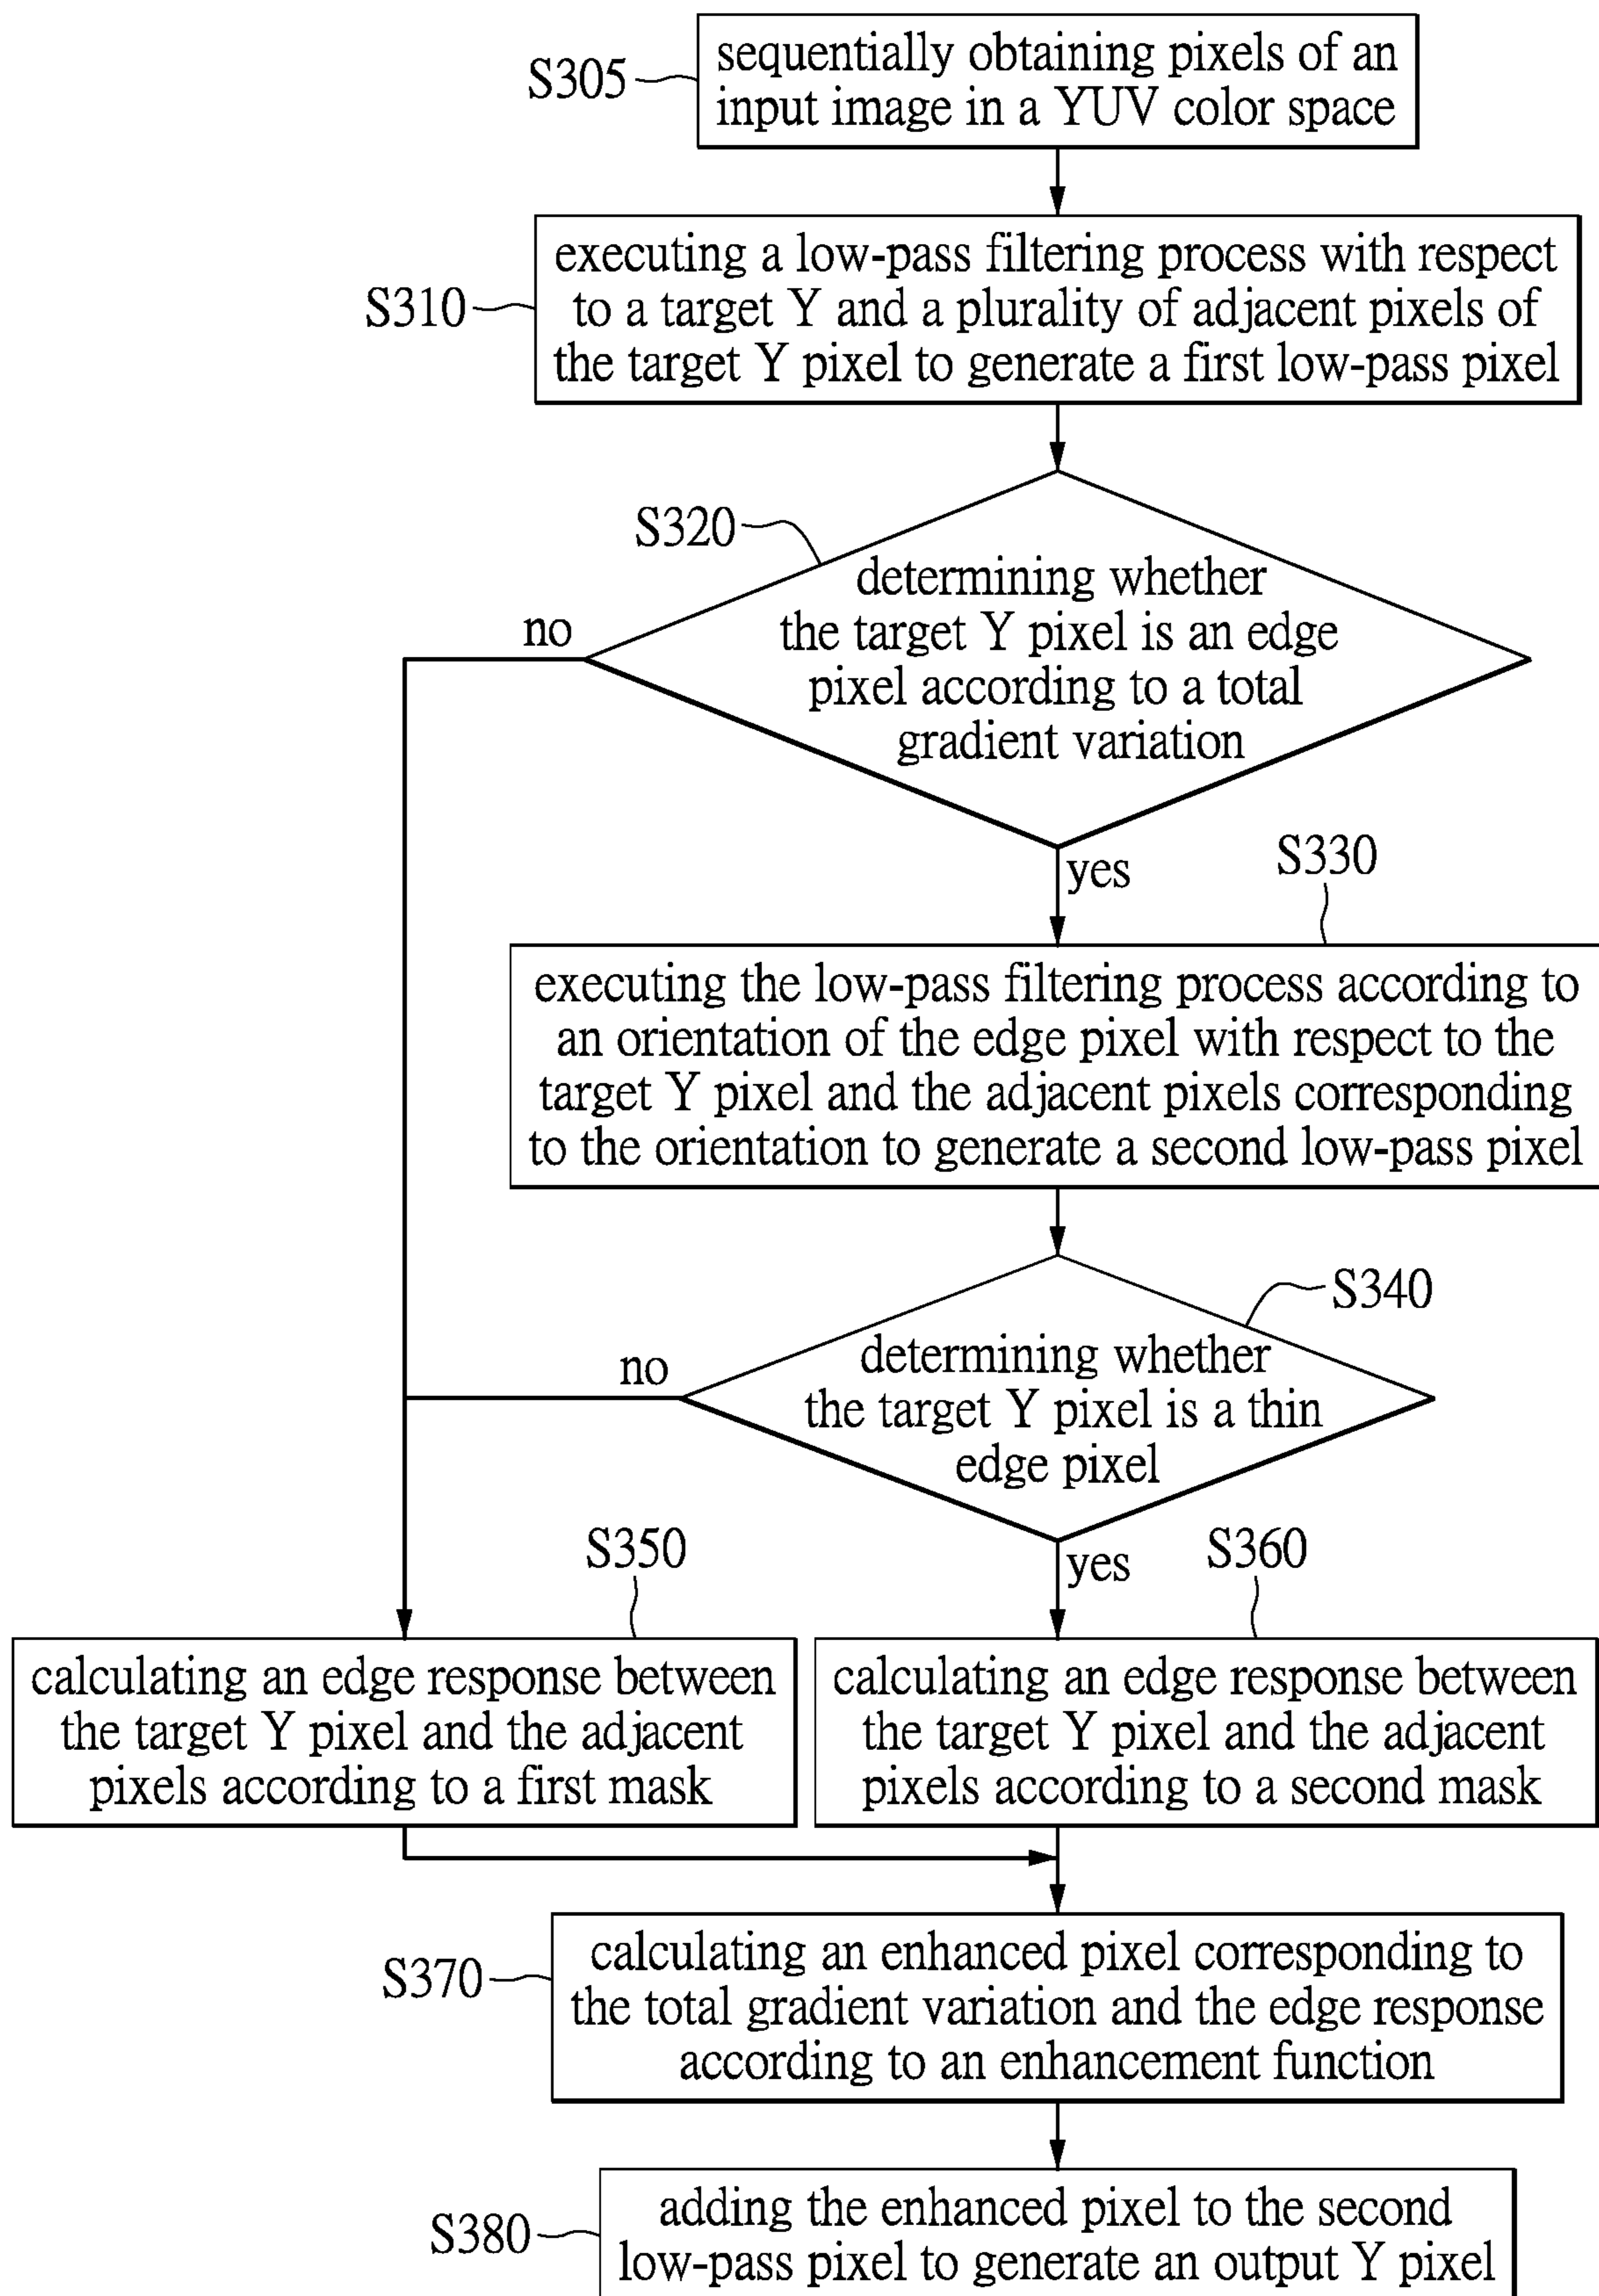 S305
sequentially obtaining pixels of an
input image in a YUV color space
S310
executing a low-pass filtering process with respect
to a target Y and a plurality of adjacent pixels of
the target Y pixel to generate a first low-pass pixel
S320
determining whether
the target Y pixel is an edge
pixel according to a total
gradient variation
no
yes
S330
executing the low-pass filtering process according to
an orientation of the edge pixel with respect to the
target Y pixel and the adjacent pixels corresponding
to the orientation to generate a second low-pass pixel
S340
determining whether
the target Y pixel is a thin
edge pixel
no
yes
S350
calculating an edge response between
the target Y pixel and the adjacent
pixels according to a first mask
S360
calculating an edge response between
the target Y pixel and the adjacent
pixels according to a second mask
S370
calculating an enhanced pixel corresponding to
the total gradient variation and the edge response
according to an enhancement function
S380
adding the enhanced pixel to the second
low-pass pixel to generate an output Y pixel